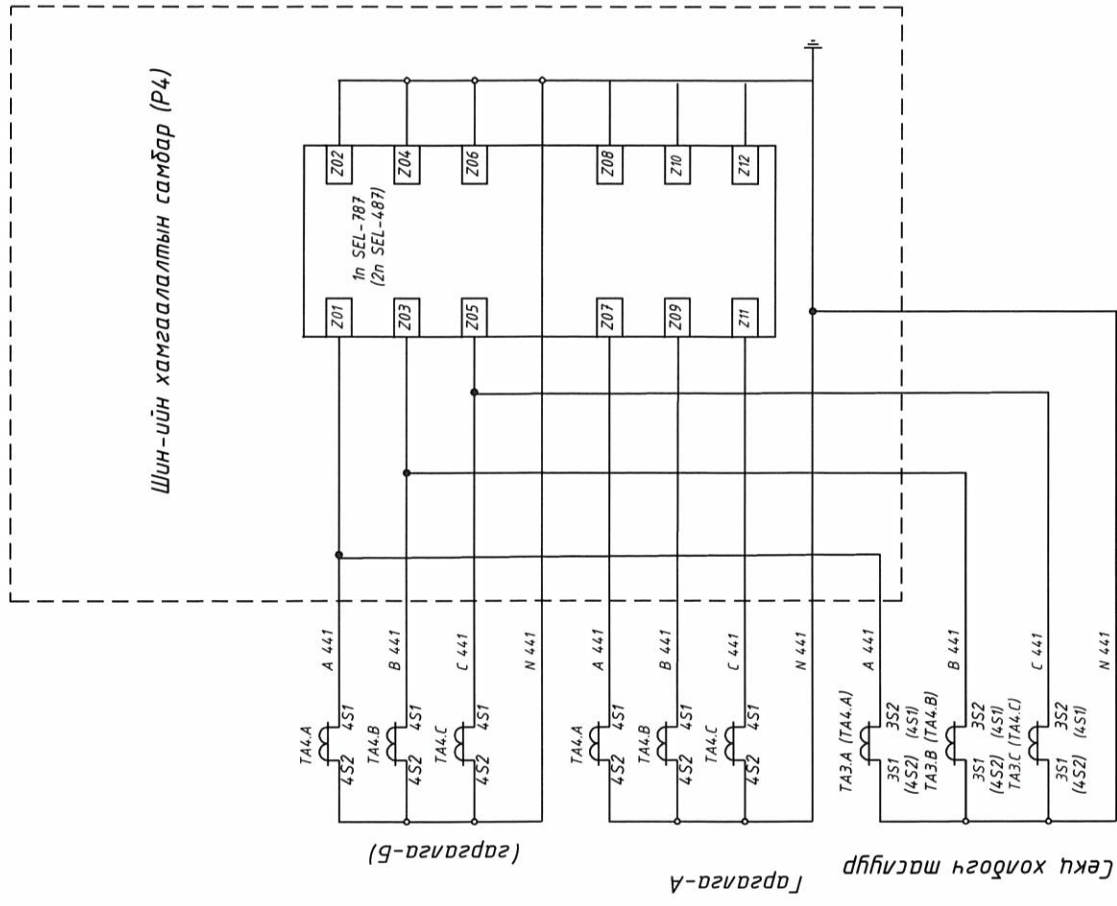 Шин-ийн хамгаалалтын самбар (Р4)
1n SEL-787
(2n SEL-487)
Z01
Z02
Z03
Z04
Z05
Z06
Z07
Z08
Z09
Z10
Z11
Z12
(гаргалга-Б)
TA4.A
4S2
4S1
A 441
TA4.B
4S2
4S1
B 441
TA4.C
4S2
4S1
C 441
N 441
Гаргалга-А
TA4.A
4S2
4S1
A 441
TA4.B
4S2
4S1
B 441
TA4.C
4S2
4S1
C 441
N 441
Секц холбогч таслуур
TA3.A (TA4.A)
3S1
3S2
(4S2)
(4S1)
A 441
TA3.B (TA4.B)
3S1
3S2
(4S2)
(4S1)
B 441
TA3.C (TA4.C)
3S1
3S2
(4S2)
(4S1)
C 441
N 441